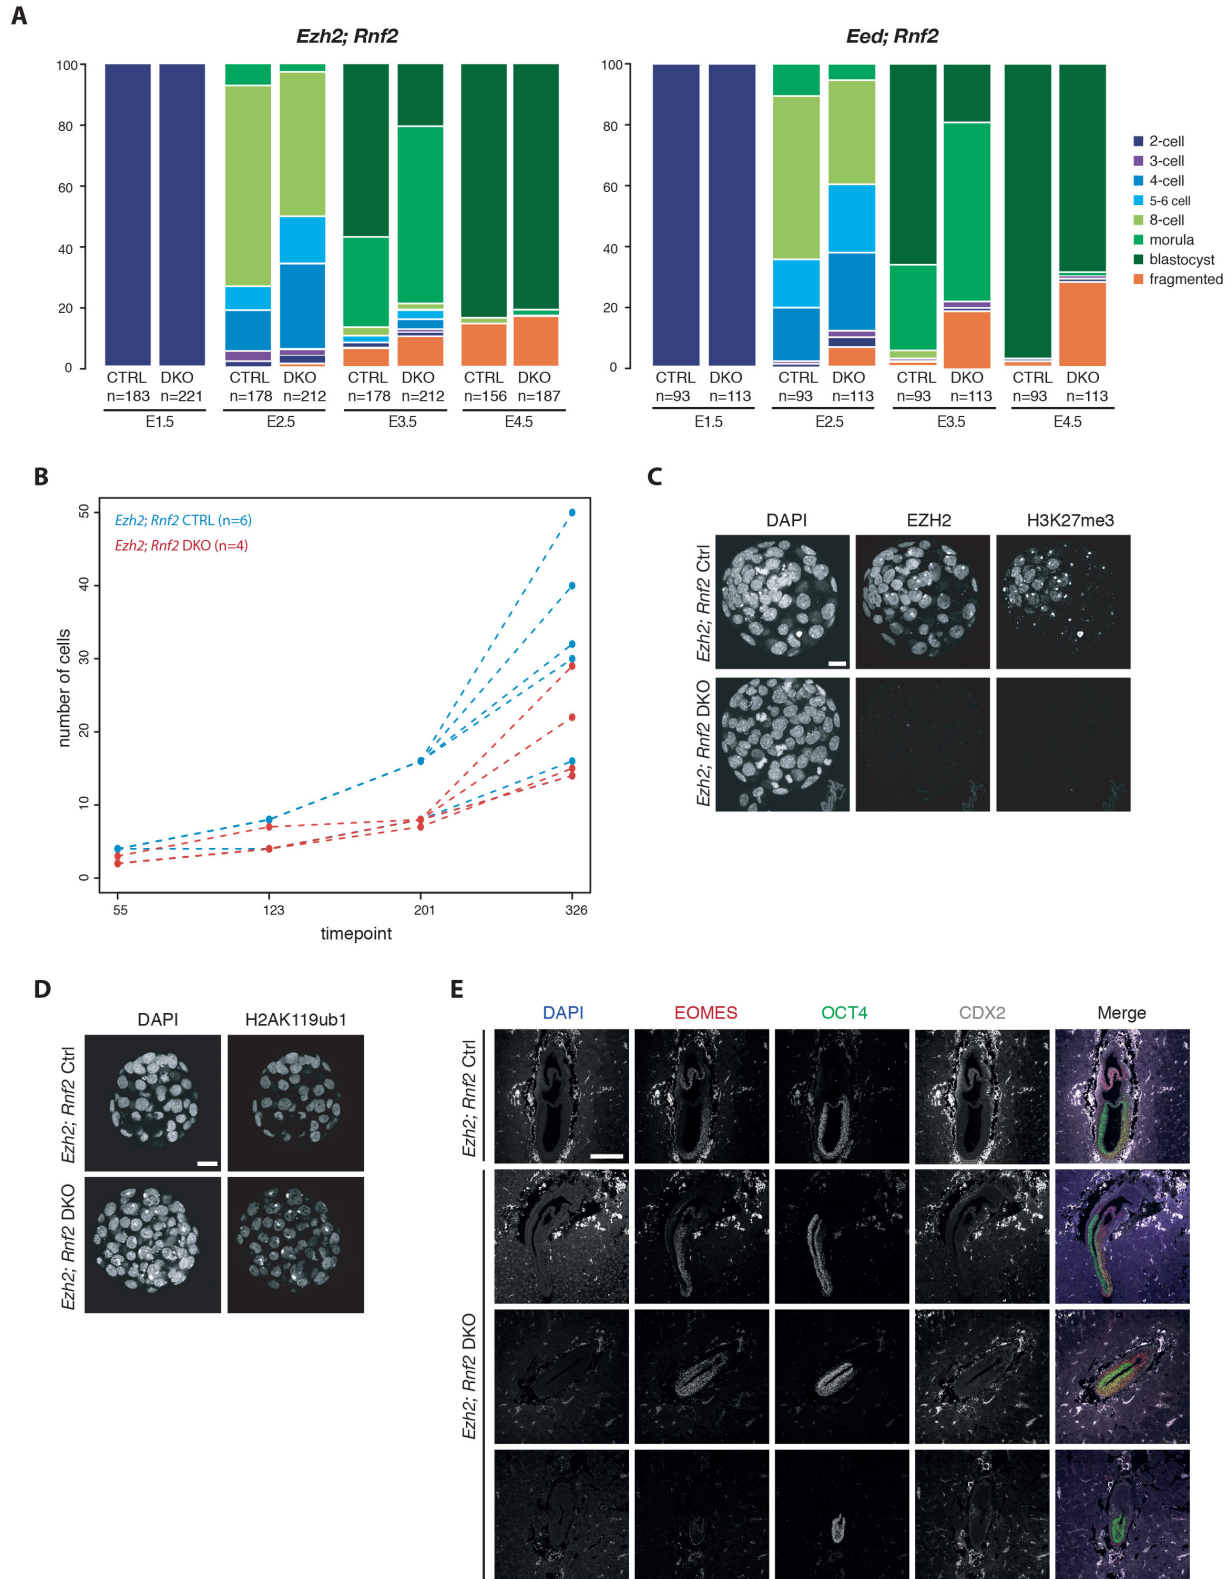 A
Ezh2; Rnf2
Eed; Rnf2
100
80
60
40
20
0
CTRL DKO CTRL DKO CTRL DKO CTRL DKO
n=183 n=221 n=178 n=212 n=178 n=212 n=156 n=187
E1.5 E2.5 E3.5 E4.5
100
80
60
40
20
0
CTRL DKO CTRL DKO CTRL DKO CTRL DKO
n=93 n=113 n=93 n=113 n=93 n=113 n=93 n=113
E1.5 E2.5 E3.5 E4.5
2-cell
3-cell
4-cell
5-6 cell
8-cell
morula
blastocyst
fragmented
B
Ezh2; Rnf2 CTRL (n=6)
Ezh2; Rnf2 DKO (n=4)
number of cells
50
40
30
20
10
0
55 123 201 326
timepoint
C
DAPI EZH2 H3K27me3
Ezh2; Rnf2 Ctrl
Ezh2; Rnf2 DKO
D
DAPI H2AK119ub1
Ezh2; Rnf2 Ctrl
Ezh2; Rnf2 DKO
E
DAPI EOMES OCT4 CDX2 Merge
Ezh2; Rnf2 Ctrl
Ezh2; Rnf2 DKO